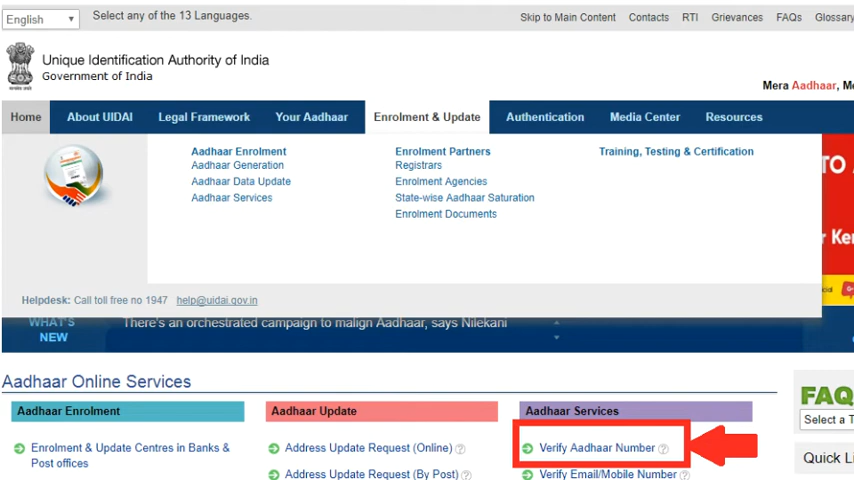 English
Select any of the 13 Languages.
Skip to Main Content Contacts RTI Grievances FAQs Glossary
Unique Identification Authority of India
Government of India
Mera Aadhaar,
Home About UIDAI Legal Framework Your Aadhaar Enrolment & Update Authentication Media Center Resources
Aadhaar Enrolment
Aadhaar Generation
Aadhaar Data Update
Aadhaar Services
Enrolment Partners
Registrars
Enrolment Agencies
State-wise Aadhaar Saturation
Enrolment Documents
Training, Testing & Certification
TO
Helpdesk: Call toll free no 1947 help@uidai.gov.in
WHAT'S
NEW
There's an orchestrated campaign to malign Aadhaar, says Nilekani
Aadhaar Online Services
Aadhaar Enrolment
Enrolment & Update Centres in Banks &
Post offices
Aadhaar Update
Address Update Request (Online)
Address Update Request (By Post)
Aadhaar Services
Verify Aadhaar Number
Verify Email/Mobile Number
FAQ
Select a
Quick